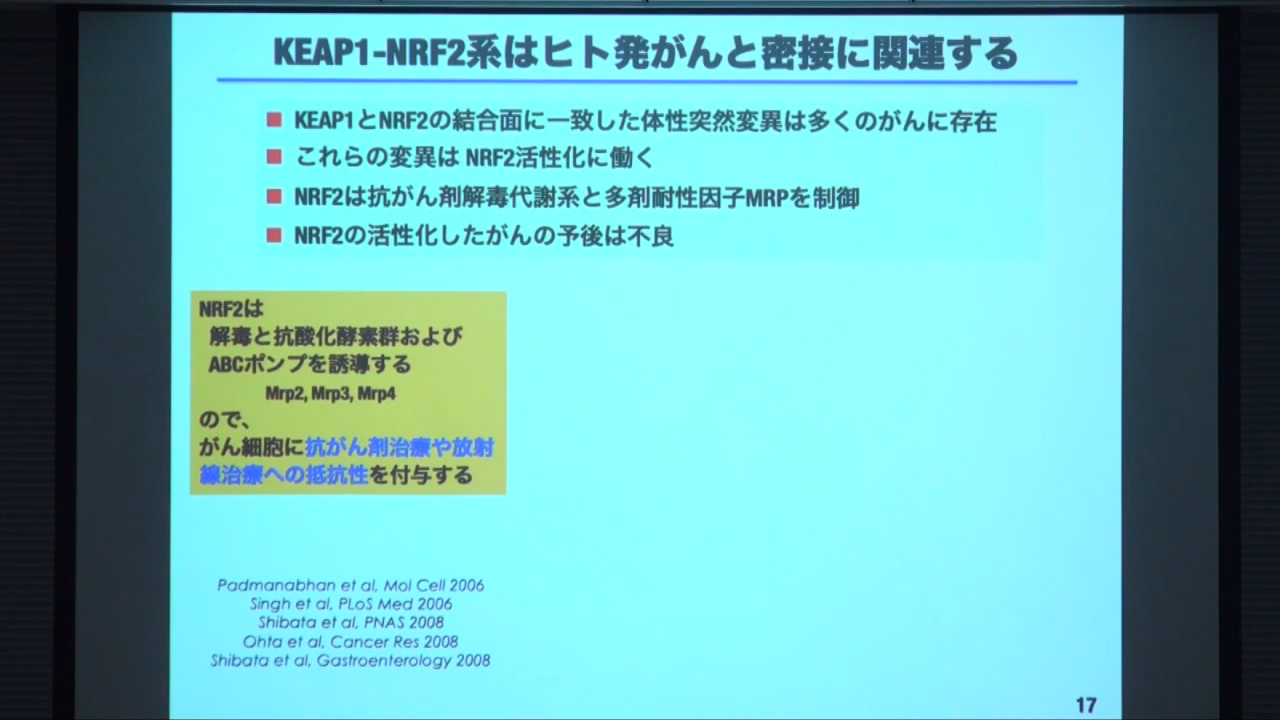 KEAP1-NRF2系はヒト発がんと密接に関連する
■ KEAP1とNRF2の結合面に一致した体性突然変異は多くのがんに存在
■ これらの変異は NRF2活性化に働く
■ NRF2は抗がん剤解毒代謝系と多剤耐性因子MRPを制御
■ NRF2の活性化したがんの予後は不良
NRF2は
解毒と抗酸化酵素群および
ABCポンプを誘導する
Mrp2, Mrp3, Mrp4
ので、
がん細胞に抗がん剤治療や放射
線治療への抵抗性を付与する
Padmanabhan et al, Mol Cell 2006
Singh et al, PLoS Med 2006
Shibata et al, PNAS 2008
Ohta et al, Cancer Res 2008
Shibata et al, Gastroenterology 2008
17